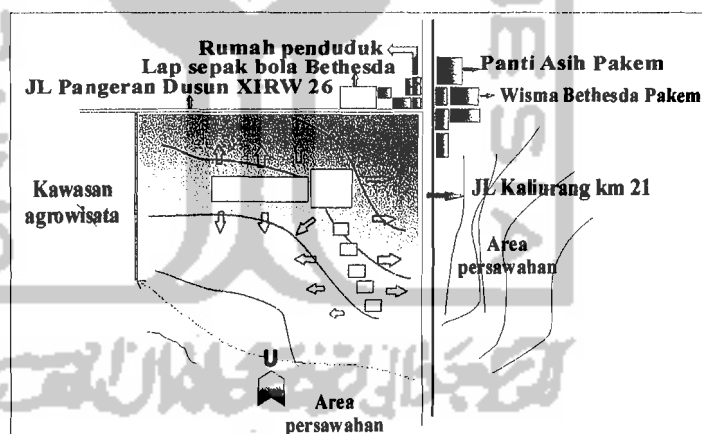 Rumah penduduk
Lap sepak bola Bethesda
JL Pangeran Dusun XIRW 26
Panti Asih Pakem
Wisma Bethesda Pakem
Kawasan
agrowisata
JL Kaliurang km 21
Area
persawahan
U
Area
persawahan